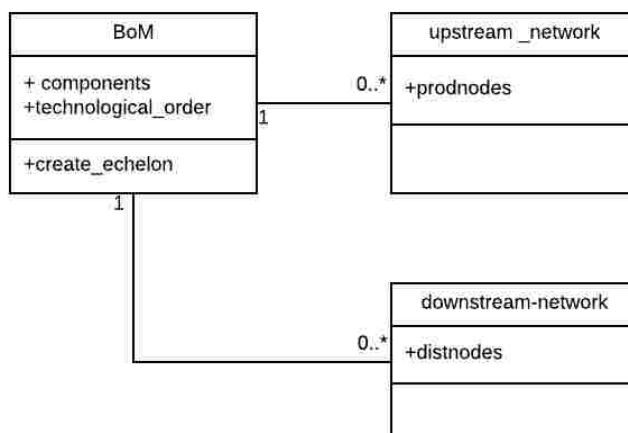 BoM
+ components
+technological_order
+create_echelon
upstream _network
+prodnodes
0..*
1
1
downstream-network
0..*
+distnodes